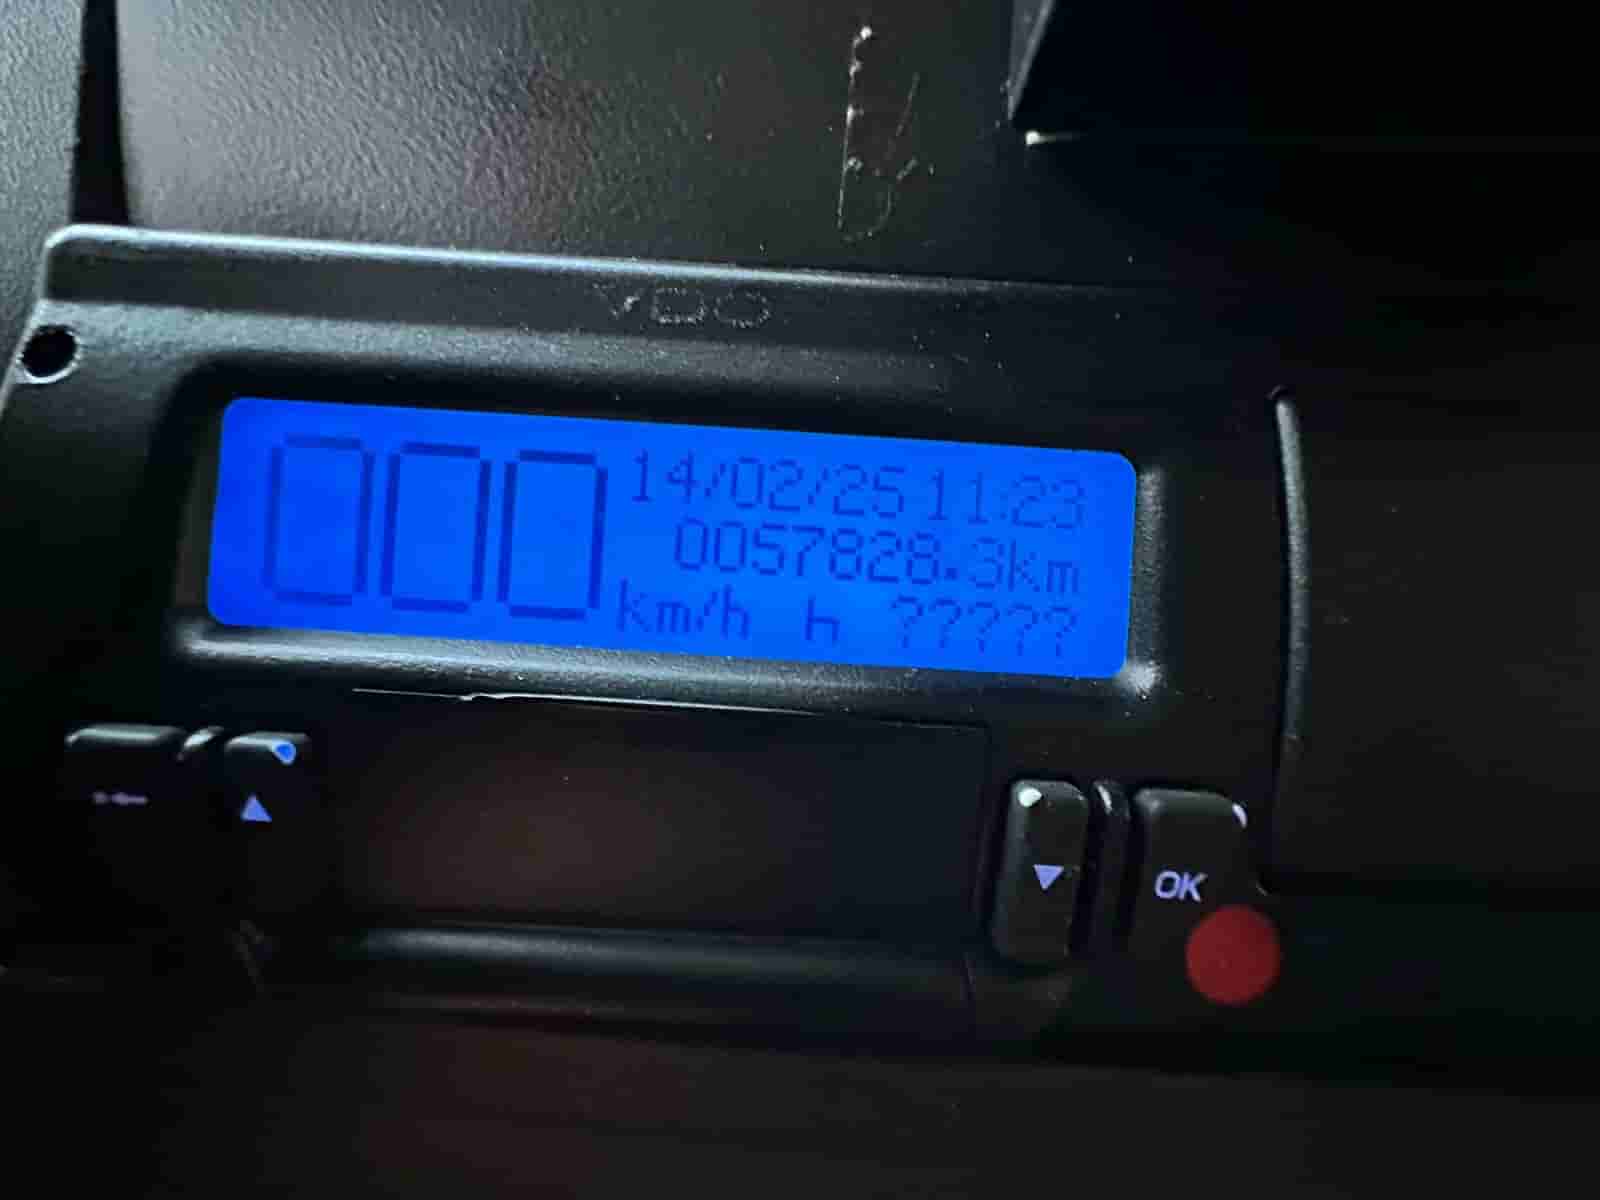 VDO
000
14/02/25 11:23
0057828.3km
km/h h ?????
OK